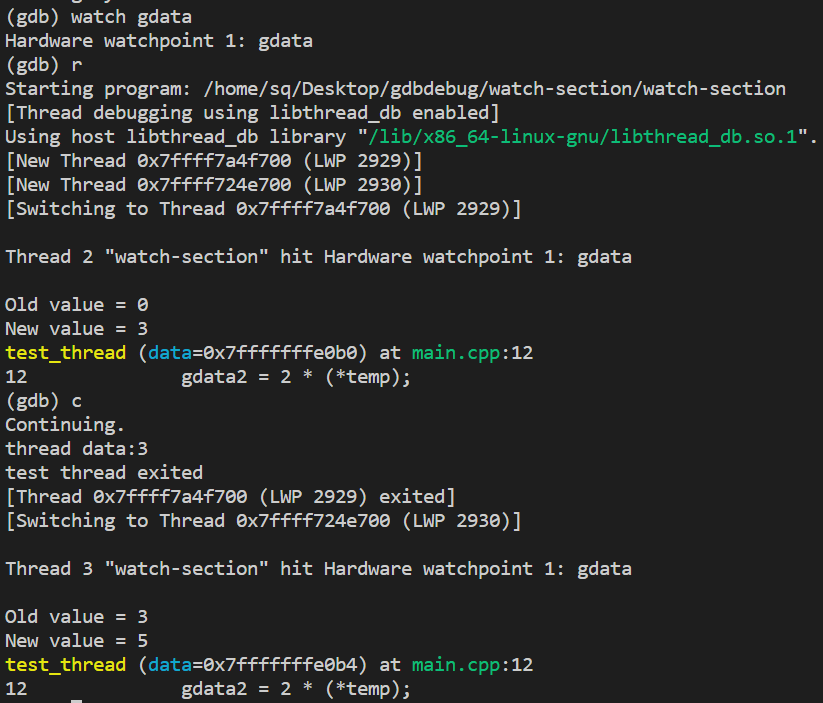 (gdb) watch gdata
Hardware watchpoint 1: gdata
(gdb) r
Starting program: /home/sq/Desktop/gdbdebug/watch-section/watch-section
[Thread debugging using libthread_db enabled]
Using host libthread_db library "/lib/x86_64-linux-gnu/libthread_db.so.1".
[New Thread 0x7ffff7a4f700 (LWP 2929)]
[New Thread 0x7ffff724e700 (LWP 2930)]
[Switching to Thread 0x7ffff7a4f700 (LWP 2929)]

Thread 2 "watch-section" hit Hardware watchpoint 1: gdata

Old value = 0
New value = 3
test_thread (data=0x7fffffffe0b0) at main.cpp:12
12              gdata2 = 2 * (*temp);
(gdb) c
Continuing.
thread data:3
test thread exited
[Thread 0x7ffff7a4f700 (LWP 2929) exited]
[Switching to Thread 0x7ffff724e700 (LWP 2930)]

Thread 3 "watch-section" hit Hardware watchpoint 1: gdata

Old value = 3
New value = 5
test_thread (data=0x7fffffffe0b4) at main.cpp:12
12              gdata2 = 2 * (*temp);